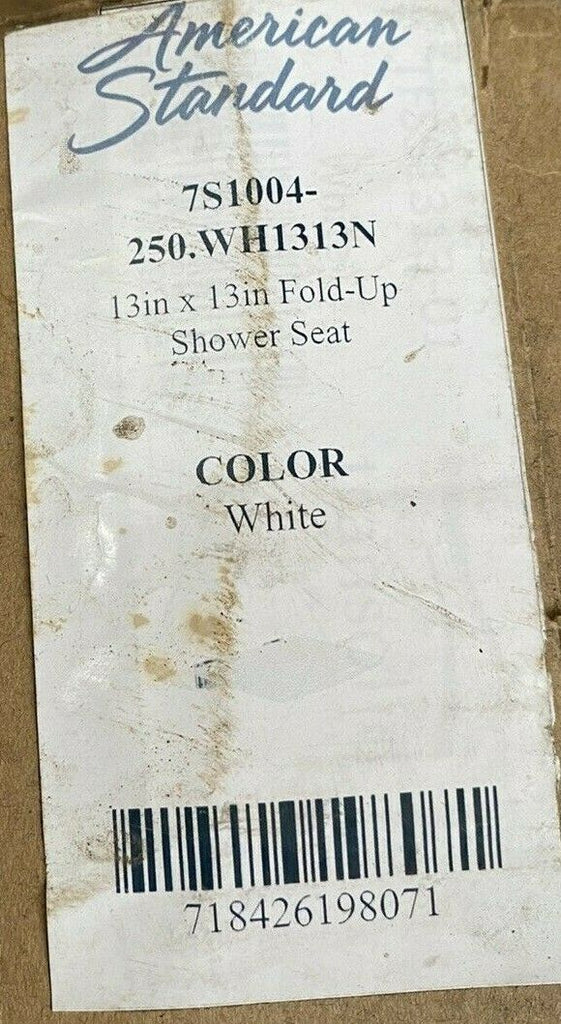 American
Standard
7S1004-
250.WH1313N
13in x 13in Fold-Up
Shower Seat
COLOR
White
718426198071